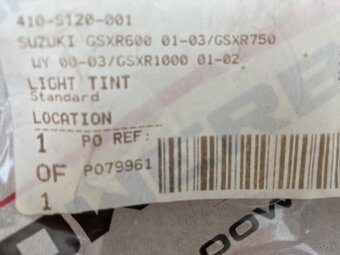 410-S120-001
SUZUKI GSXR600 01-03/GSXR750
WY 00-03/GSXR1000 01-02
LIGHT TINT
Standard
LOCATION
1 PO REF:
OF PO79961
1